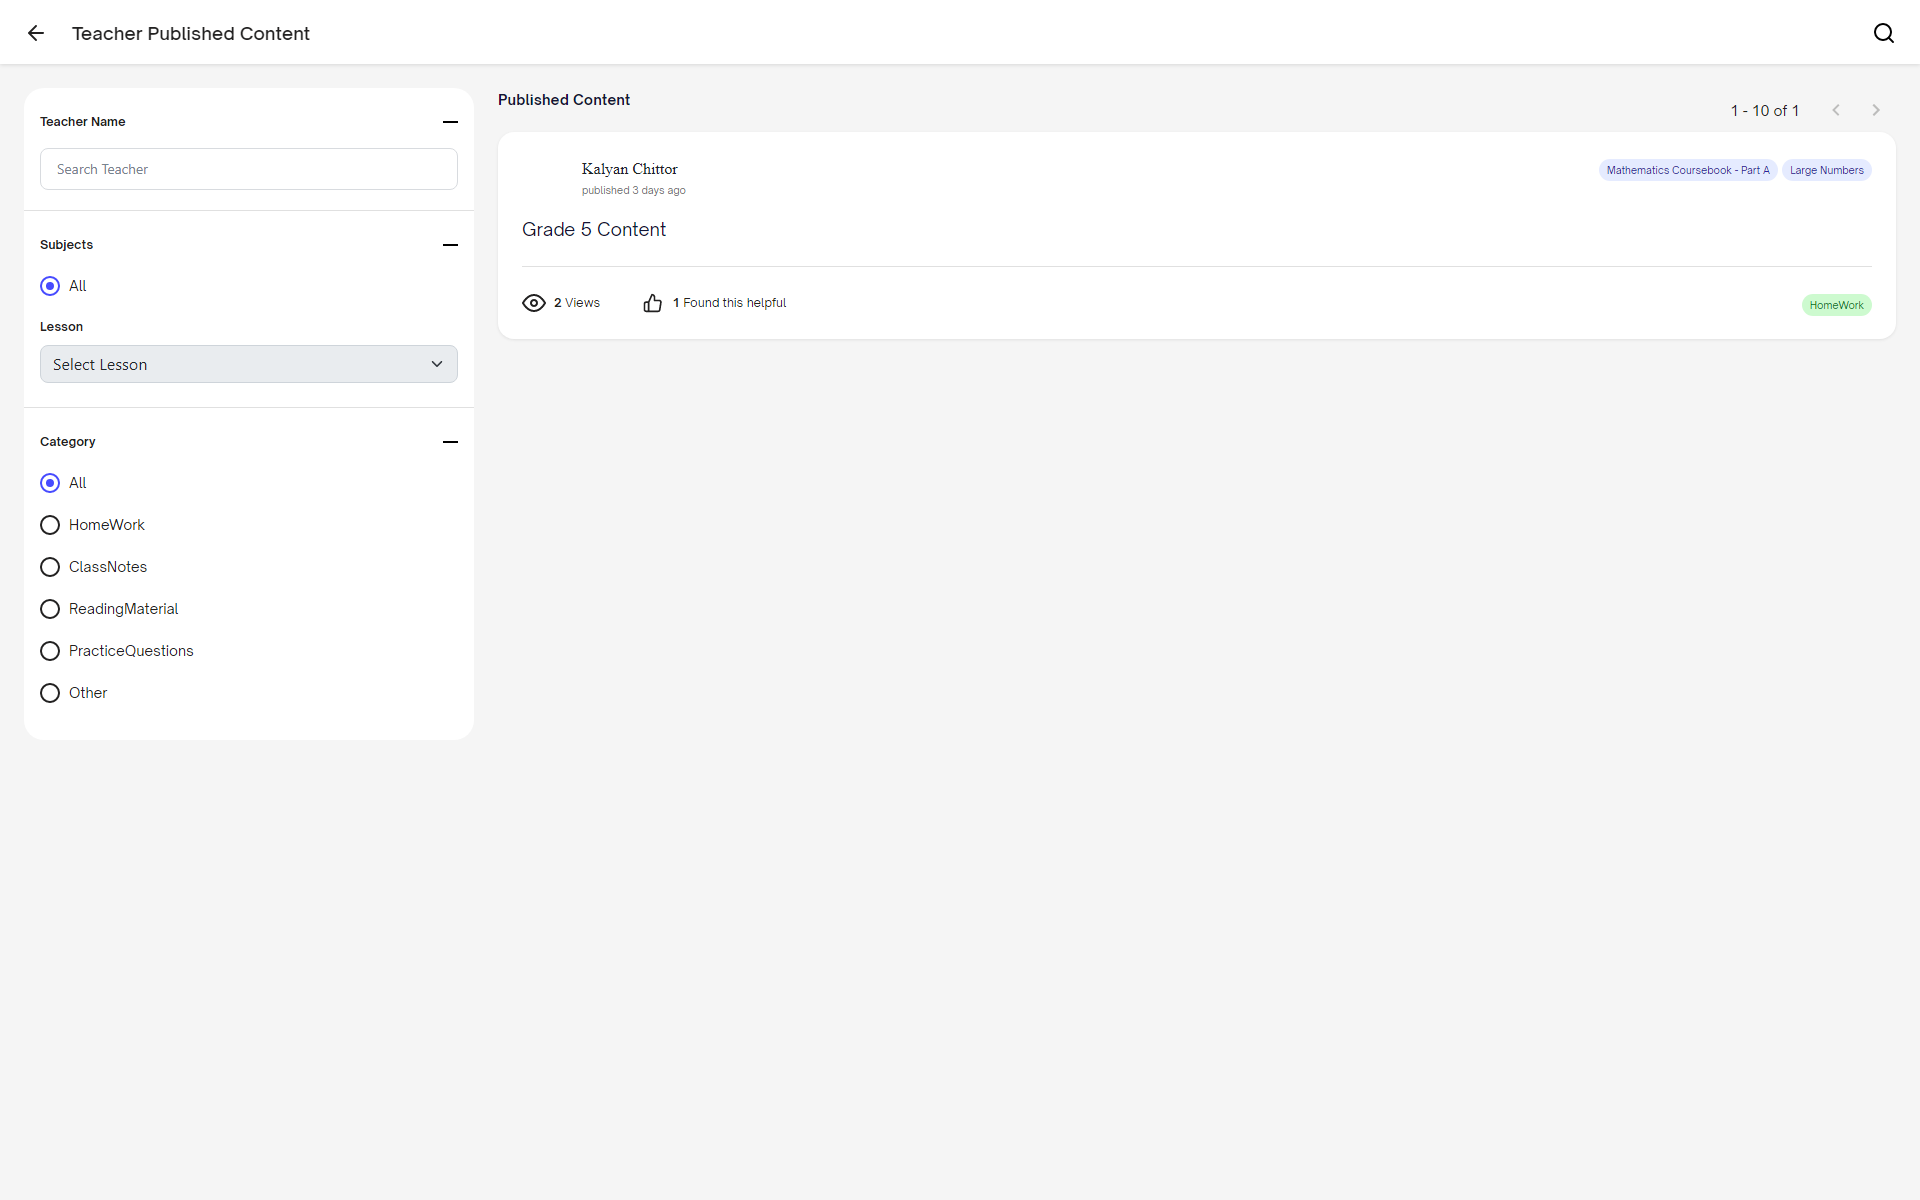 Teacher Published Content
Teacher Name
Search Teacher
Subjects
All
Lesson
Select Lesson
Category
All
HomeWork
ClassNotes
ReadingMaterial
PracticeQuestions
Other
Published Content
1 - 10 of 1
Kalyan Chittor
published 3 days ago
Mathematics Coursebook - Part A
Large Numbers
Grade 5 Content
2 Views
1 Found this helpful
HomeWork